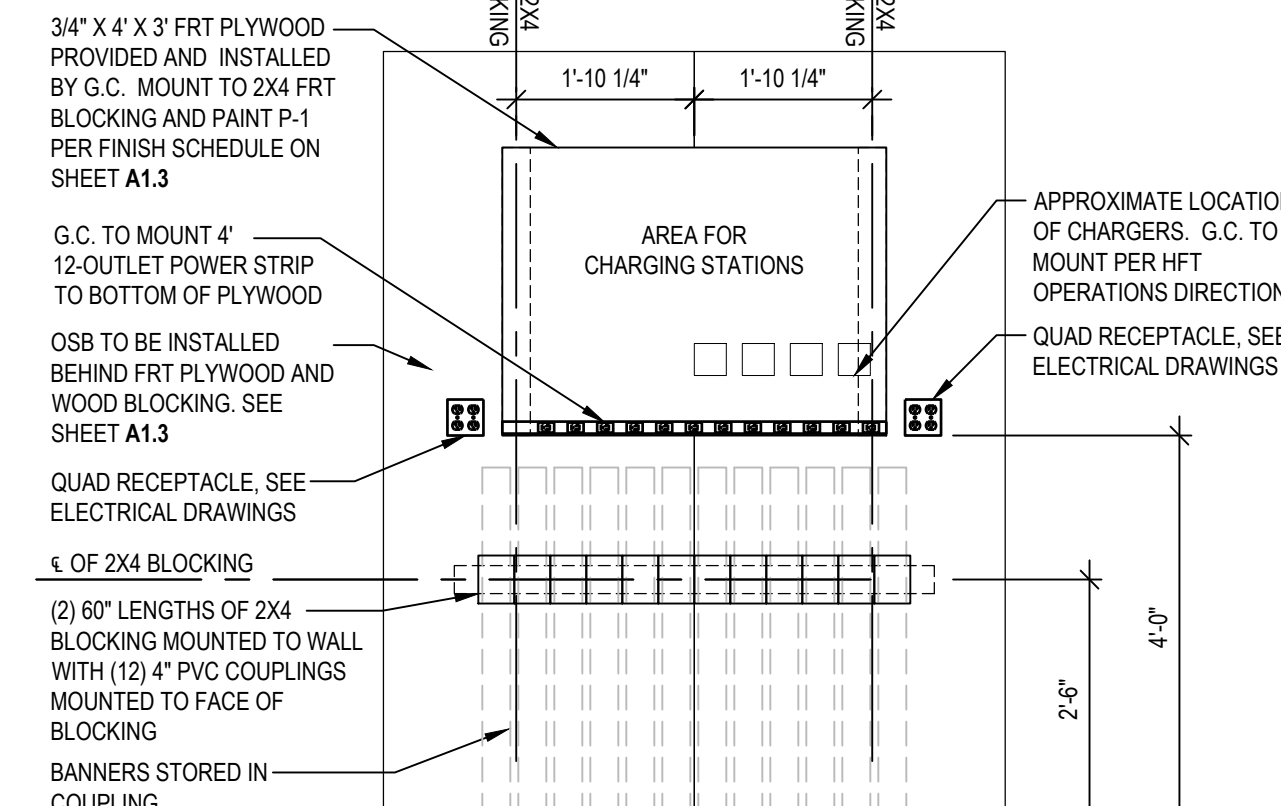 2X4
KING
2X4
KING
3/4" X 4' X 3' FRT PLYWOOD
PROVIDED AND INSTALLED
BY G.C. MOUNT TO 2X4 FRT
BLOCKING AND PAINT P-1
PER FINISH SCHEDULE ON
SHEET A1.3
1'-10 1/4"
1'-10 1/4"
G.C. TO MOUNT 4'
12-OUTLET POWER STRIP
TO BOTTOM OF PLYWOOD
AREA FOR
CHARGING STATIONS
APPROXIMATE LOCATION
OF CHARGERS. G.C. TO
MOUNT PER HFT
OPERATIONS DIRECTION
OSB TO BE INSTALLED
BEHIND FRT PLYWOOD AND
WOOD BLOCKING. SEE
SHEET A1.3
QUAD RECEPTACLE, SEE
ELECTRICAL DRAWINGS
QUAD RECEPTACLE, SEE
ELECTRICAL DRAWINGS
℄ OF 2X4 BLOCKING
(2) 60" LENGTHS OF 2X4
BLOCKING MOUNTED TO WALL
WITH (12) 4" PVC COUPLINGS
MOUNTED TO FACE OF
BLOCKING
BANNERS STORED IN
COUPLING
2'-6"
4'-0"